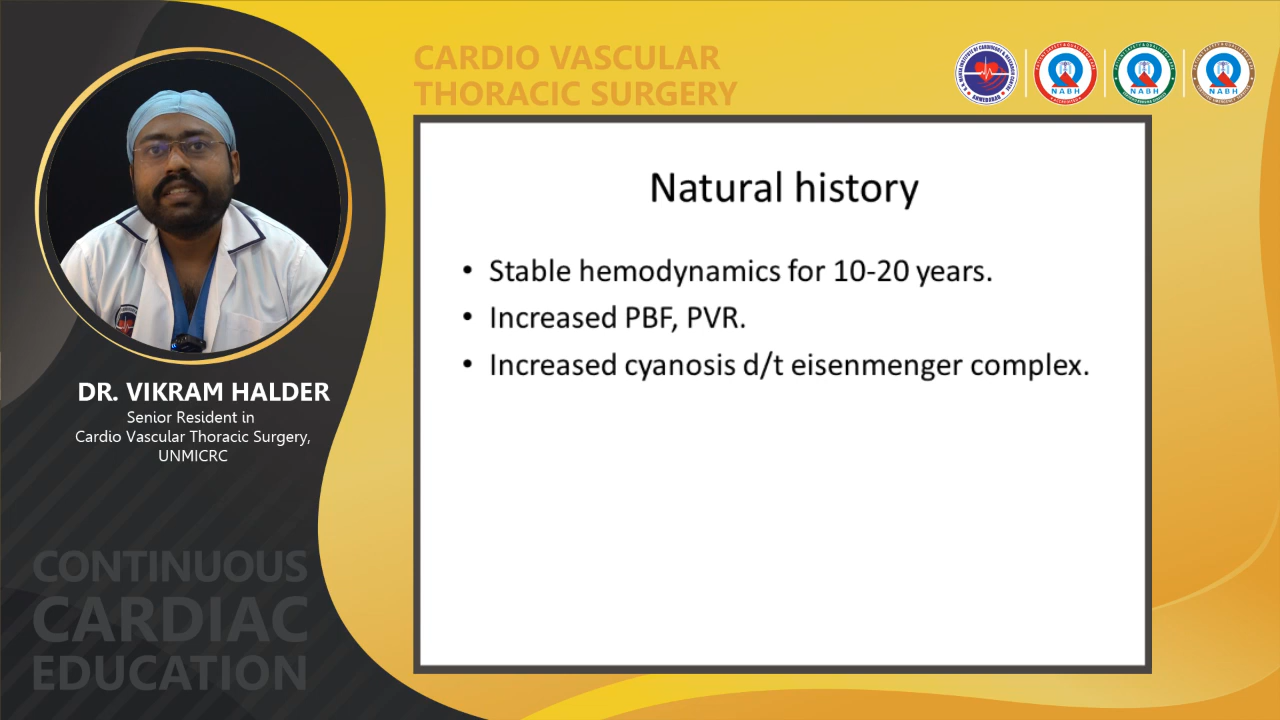 CARDIO VASCULAR
THORACIC SURGERY
NABH
NABH
NABH
Natural history
• Stable hemodynamics for 10-20 years.
• Increased PBF, PVR.
• Increased cyanosis d/t eisenmenger complex.
DR. VIKRAM HALDER
Senior Resident in
Cardio Vascular Thoracic Surgery,
UNMICRC
CONTINUOUS
CARDIAC
EDUCATION